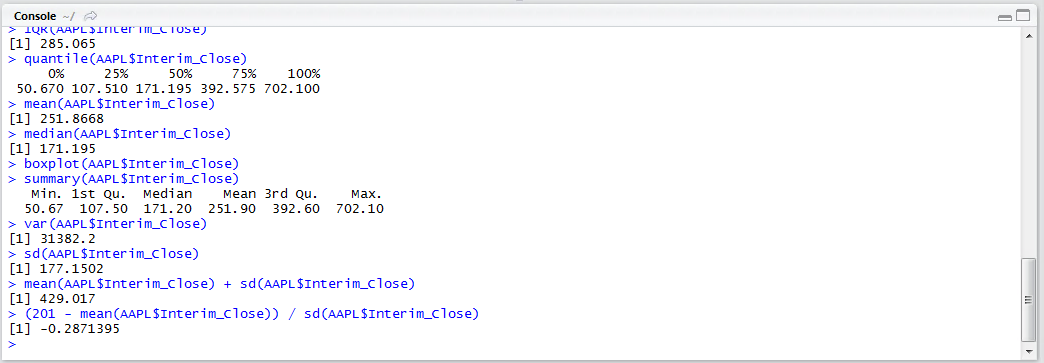 Console ~/
> IQR(AAPL$Interim_Close)
[1] 285.065
> quantile(AAPL$Interim_Close)
     0%     25%     50%     75%    100%
 50.670 107.510 171.195 392.575 702.100
> mean(AAPL$Interim_Close)
[1] 251.8668
> median(AAPL$Interim_Close)
[1] 171.195
> boxplot(AAPL$Interim_Close)
> summary(AAPL$Interim_Close)
   Min. 1st Qu.  Median    Mean 3rd Qu.    Max.
  50.67  107.50  171.20  251.90  392.60  702.10
> var(AAPL$Interim_Close)
[1] 31382.2
> sd(AAPL$Interim_Close)
[1] 177.1502
> mean(AAPL$Interim_Close) + sd(AAPL$Interim_Close)
[1] 429.017
> (201 - mean(AAPL$Interim_Close)) / sd(AAPL$Interim_Close)
[1] -0.2871395
>